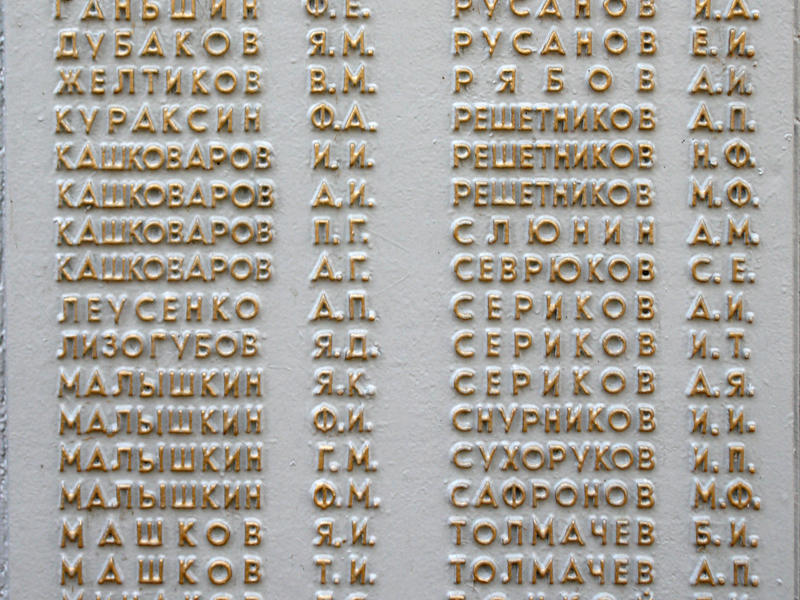 ГАНЬШИН Ф.Е.
ДУБАКОВ Я.М.
ЖЕЛТИКОВ В.М.
КУРАКСИН Ф.А.
КАШКОВАРОВ И.И.
КАШКОВАРОВ А.И.
КАШКОВАРОВ П.Г.
КАШКОВАРОВ А.Г.
ЛЕУСЕНКО А.П.
ЛИЗОГУБОВ Я.Д.
МАЛЫШКИН Я.К.
МАЛЫШКИН Ф.И.
МАЛЫШКИН Г.М.
МАЛЫШКИН Ф.М.
МАШКОВ Я.И.
МАШКОВ Т.И.
РУСАНОВ И.А.
РУСАНОВ Е.И.
РЯБОВ А.И.
РЕШЕТНИКОВ А.П.
РЕШЕТНИКОВ Н.Ф.
РЕШЕТНИКОВ М.Ф.
СЛЮНИН А.М.
СЕВРЮКОВ С.Е.
СЕРИКОВ А.И.
СЕРИКОВ И.Т.
СЕРИКОВ А.Я.
СНУРНИКОВ И.И.
СУХОРУКОВ И.П.
САФРОНОВ М.Ф.
ТОЛМАЧЕВ Б.И.
ТОЛМАЧЕВ А.П.